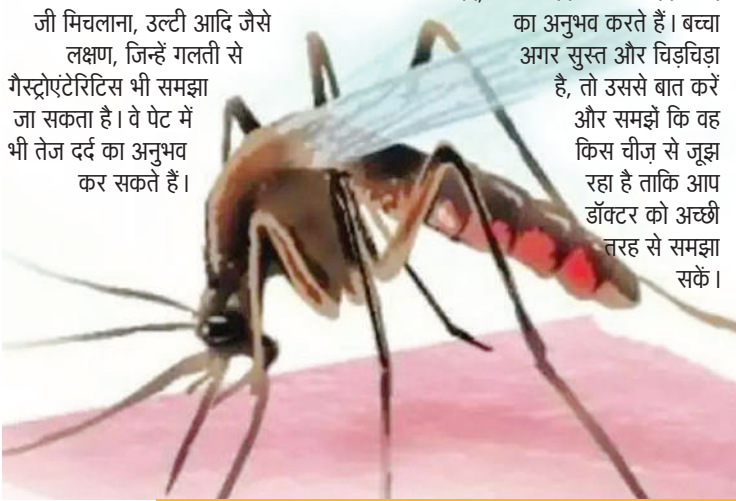 जी मिचलाना, उल्टी आदि जैसे
लक्षण, जिन्हें गलती से
गैस्ट्रोएंटेरिटिस भी समझा
जा सकता है। वे पेट में
भी तेज दर्द का अनुभव
कर सकते हैं।
का अनुभव करते हैं। बच्चा
अगर सुस्त और चिड़चिड़ा
है, तो उससे बात करें
और समझें कि वह
किस चीज़ से जूझ
रहा है ताकि आप
डॉक्टर को अच्छी
तरह से समझा
सकें।